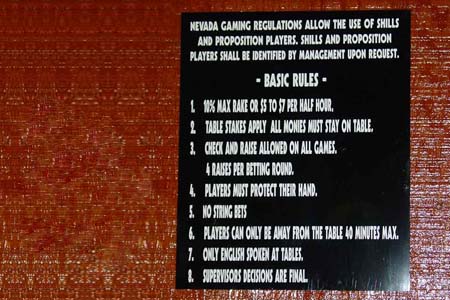 NEVADA GAMING REGULATIONS ALLOW THE USE OF SHILLS
AND PROPOSITION PLAYERS. SHILLS AND PROPOSITION
PLAYERS SHALL BE IDENTIFIED BY MANAGEMENT UPON REQUEST.
- BASIC RULES -
1. 10% MAX RAKE OR $5 TO $7 PER HALF HOUR.
2. TABLE STAKES APPLY ALL MONIES MUST STAY ON TABLE.
3. CHECK AND RAISE ALLOWED ON ALL GAMES.
4 RAISES PER BETTING ROUND.
4. PLAYERS MUST PROTECT THEIR HAND.
5. NO STRING BETS
6. PLAYERS CAN ONLY BE AWAY FROM THE TABLE 40 MINUTES MAX.
7. ONLY ENGLISH SPOKEN AT TABLES.
8. SUPERVISORS DECISIONS ARE FINAL.